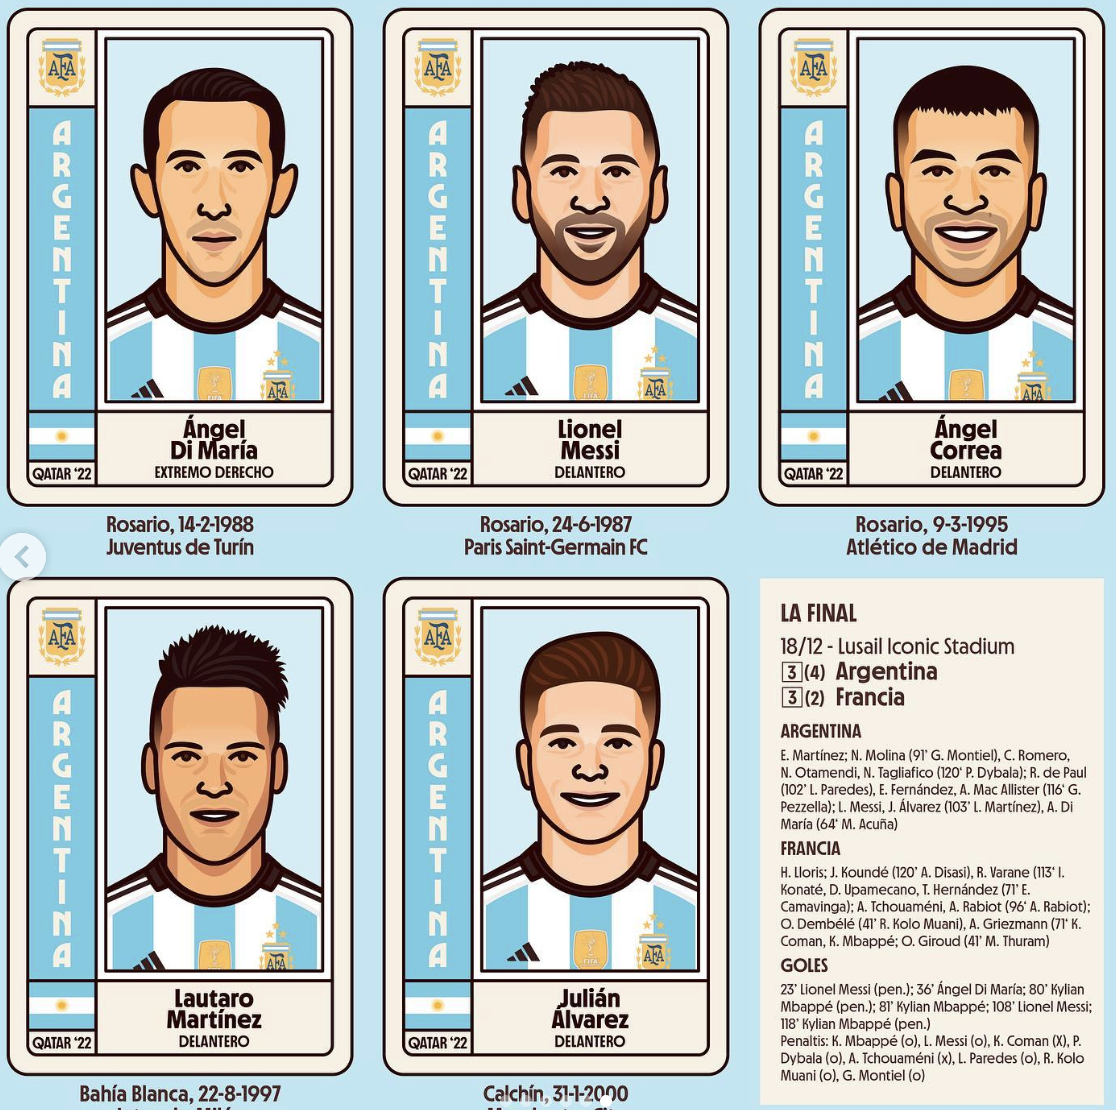 AFA
ARGENTINA
AFA
Ángel
Di María
EXTREMO DERECHO
QATAR '22
Rosario, 14-2-1988
Juventus de Turín
AFA
ARGENTINA
FIFA
AFA
Lionel
Messi
DELANTERO
QATAR '22
Rosario, 24-6-1987
Paris Saint-Germain FC
AFA
ARGENTINA
AFA
Ángel
Correa
DELANTERO
QATAR '22
Rosario, 9-3-1995
Atlético de Madrid
AFA
ARGENTINA
AFA
Lautaro
Martínez
DELANTERO
QATAR '22
Bahía Blanca, 22-8-1997
AFA
ARGENTINA
FIFA
AFA
Julián
Álvarez
DELANTERO
QATAR '22
Calchín, 31-1-2000
LA FINAL
18/12 - Lusail Iconic Stadium
3 (4) Argentina
3 (2) Francia
ARGENTINA
E. Martínez; N. Molina (91' G. Montiel), C. Romero,
N. Otamendi, N. Tagliafico (120' P. Dybala); R. de Paul
(102' L. Paredes), E. Fernández, A. Mac Allister (116' G.
Pezzella); L. Messi, J. Álvarez (103' L. Martínez), A. Di
María (64' M. Acuña)
FRANCIA
H. Lloris; J. Koundé (120' A. Disasi), R. Varane (113' I.
Konaté, D. Upamecano, T. Hernández (71' E.
Camavinga); A. Tchouaméni, A. Rabiot (96' A. Rabiot);
O. Dembélé (41' R. Kolo Muani), A. Griezmann (71' K.
Coman, K. Mbappé; O. Giroud (41' M. Thuram)
GOLES
23' Lionel Messi (pen.); 36' Ángel Di María; 80' Kylian
Mbappé (pen.); 81' Kylian Mbappé; 108' Lionel Messi;
118' Kylian Mbappé (pen.)
Penaltis: K. Mbappé (o), L. Messi (o), K. Coman (X), P.
Dybala (o), A. Tchouaméni (x), L. Paredes (o), R. Kolo
Muani (o), G. Montiel (o)